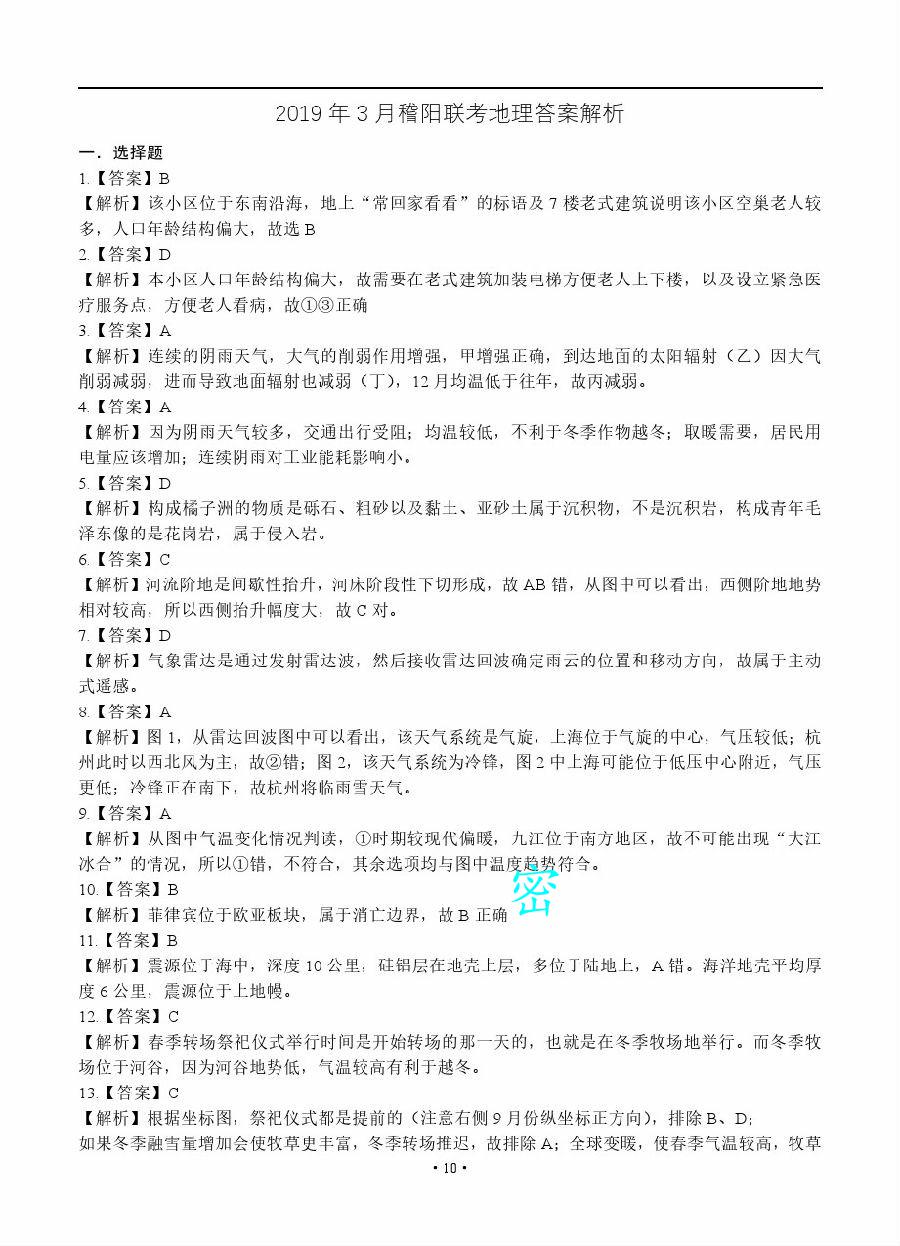 2019 年 3 月稽阳联考地理答案解析
一．选择题
1.【答案】B
【解析】该小区位于东南沿海，地上“常回家看看”的标语及 7 楼老式建筑说明该小区空巢老人较
多，人口年龄结构偏大，故选 B
2.【答案】D
【解析】本小区人口年龄结构偏大，故需要在老式建筑加装电梯方便老人上下楼，以及设立紧急医
疗服务点，方便老人看病，故①③正确
3.【答案】A
【解析】连续的阴雨天气，大气的削弱作用增强，甲增强正确，到达地面的太阳辐射（乙）因大气
削弱减弱，进而导致地面辐射也减弱（丁），12 月均温低于往年，故丙减弱。
4.【答案】A
【解析】因为阴雨天气较多，交通出行受阻；均温较低，不利于冬季作物越冬；取暖需要，居民用
电量应该增加；连续阴雨对工业能耗影响小。
5.【答案】D
【解析】构成橘子洲的物质是砾石、粗砂以及黏土、亚砂土属于沉积物，不是沉积岩，构成青年毛
泽东像的是花岗岩，属于侵入岩。
6.【答案】C
【解析】河流阶地是间歇性抬升，河床阶段性下切形成，故 AB 错，从图中可以看出，西侧阶地地势
相对较高，所以西侧抬升幅度大，故 C 对。
7.【答案】D
【解析】气象雷达是通过发射雷达波，然后接收雷达回波确定雨云的位置和移动方向，故属于主动
式遥感。
8.【答案】A
【解析】图 1，从雷达回波图中可以看出，该天气系统是气旋，上海位于气旋的中心，气压较低；杭
州此时以西北风为主，故②错；图 2，该天气系统为冷锋，图 2 中上海可能位于低压中心附近，气压
更低；冷锋正在南下，故杭州将临雨雪天气。
9.【答案】A
【解析】从图中气温变化情况判读，①时期较现代偏暖，九江位于南方地区，故不可能出现“大江
冰合”的情况，所以①错，不符合，其余选项均与图中温度趋势符合。
10.【答案】B
【解析】菲律宾位于欧亚板块，属于消亡边界，故 B 正确
密
11.【答案】B
【解析】震源位于海中，深度 10 公里，硅铝层在地壳上层，多位于陆地上，A 错。海洋地壳平均厚
度 6 公里，震源位于上地幔。
12.【答案】C
【解析】春季转场祭祀仪式举行时间是开始转场的那一天的，也就是在冬季牧场地举行。而冬季牧
场位于河谷，因为河谷地势低，气温较高有利于越冬。
13.【答案】C
【解析】根据坐标图，祭祀仪式都是提前的（注意右侧 9 月份纵坐标正方向），排除 B、D；
如果冬季融雪量增加会使牧草更丰富，冬季转场推迟，故排除 A；全球变暖，使春季气温较高，牧草
• 10 •